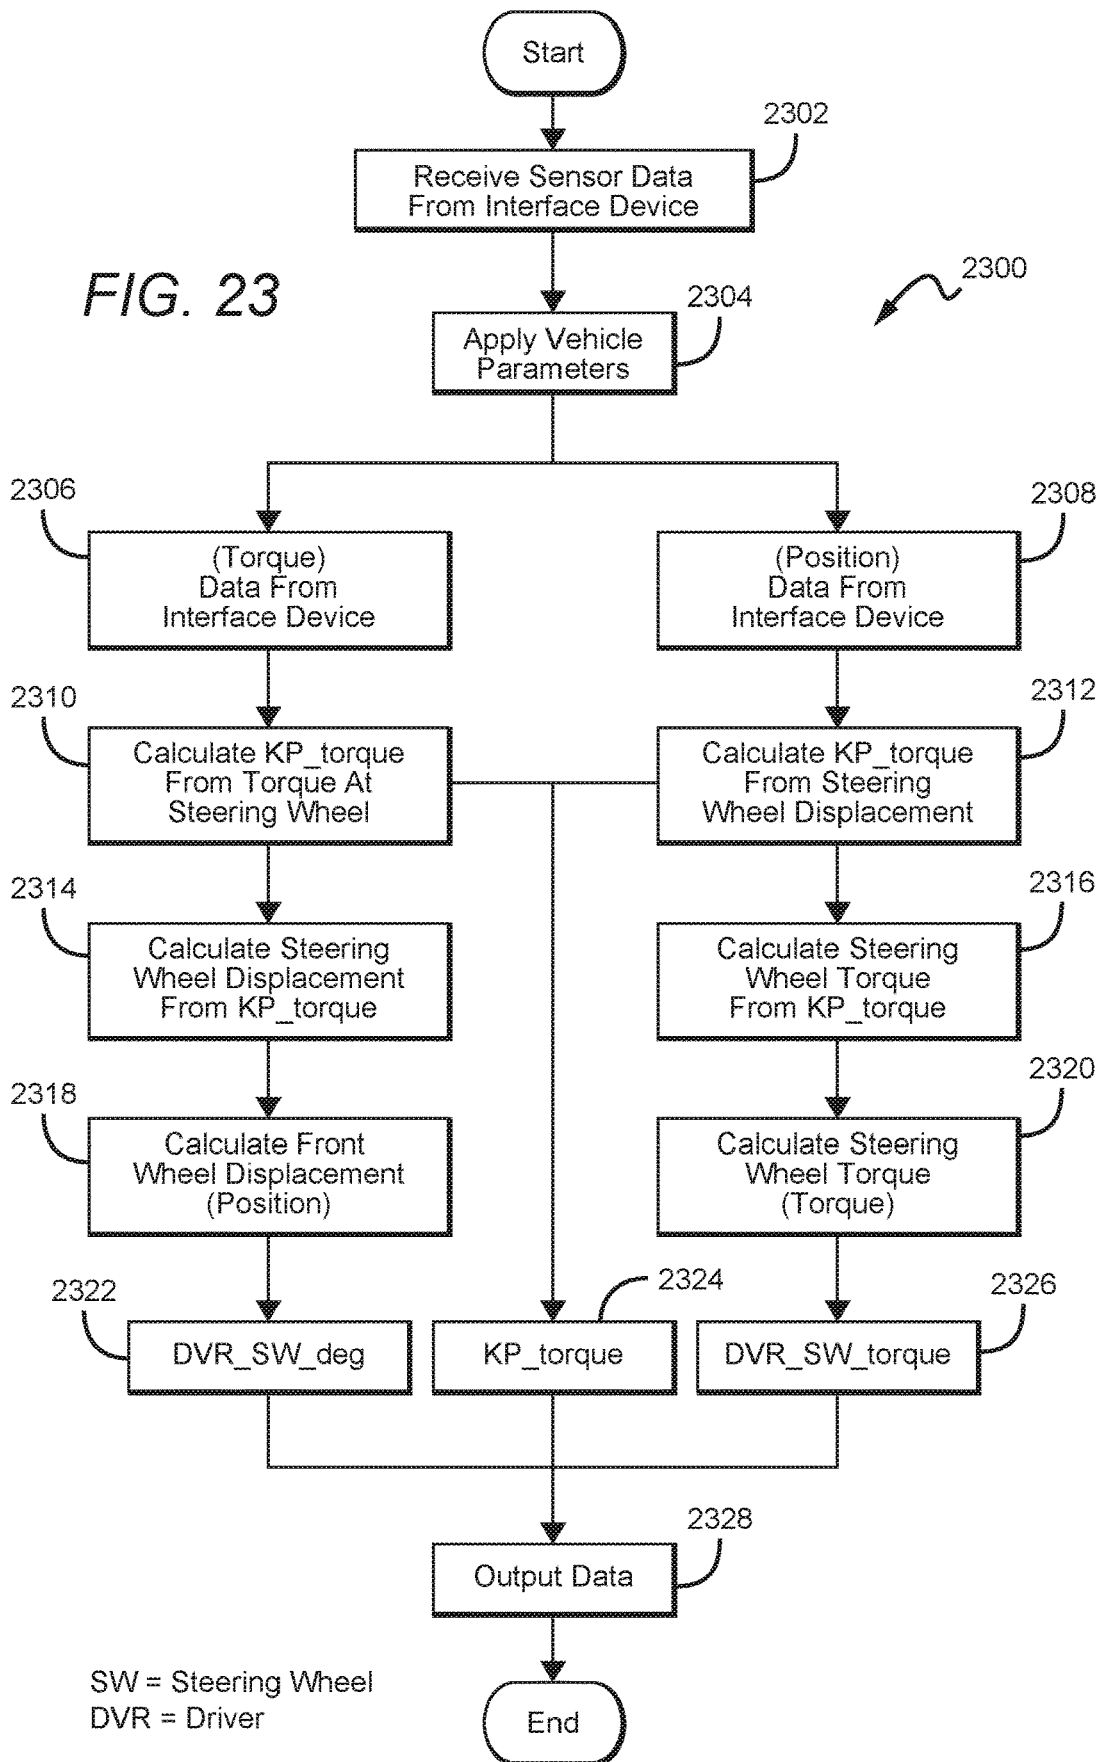 Start
2302
Receive Sensor Data
From Interface Device
FIG. 23
2300
2304
Apply Vehicle
Parameters
2306
(Torque)
Data From
Interface Device
2308
(Position)
Data From
Interface Device
2310
Calculate KP_torque
From Torque At
Steering Wheel
2312
Calculate KP_torque
From Steering
Wheel Displacement
2314
Calculate Steering
Wheel Displacement
From KP_torque
2316
Calculate Steering
Wheel Torque
From KP_torque
2318
Calculate Front
Wheel Displacement
(Position)
2320
Calculate Steering
Wheel Torque
(Torque)
2322
DVR_SW_deg
2324
KP_torque
2326
DVR_SW_torque
2328
Output Data
SW = Steering Wheel
DVR = Driver
End